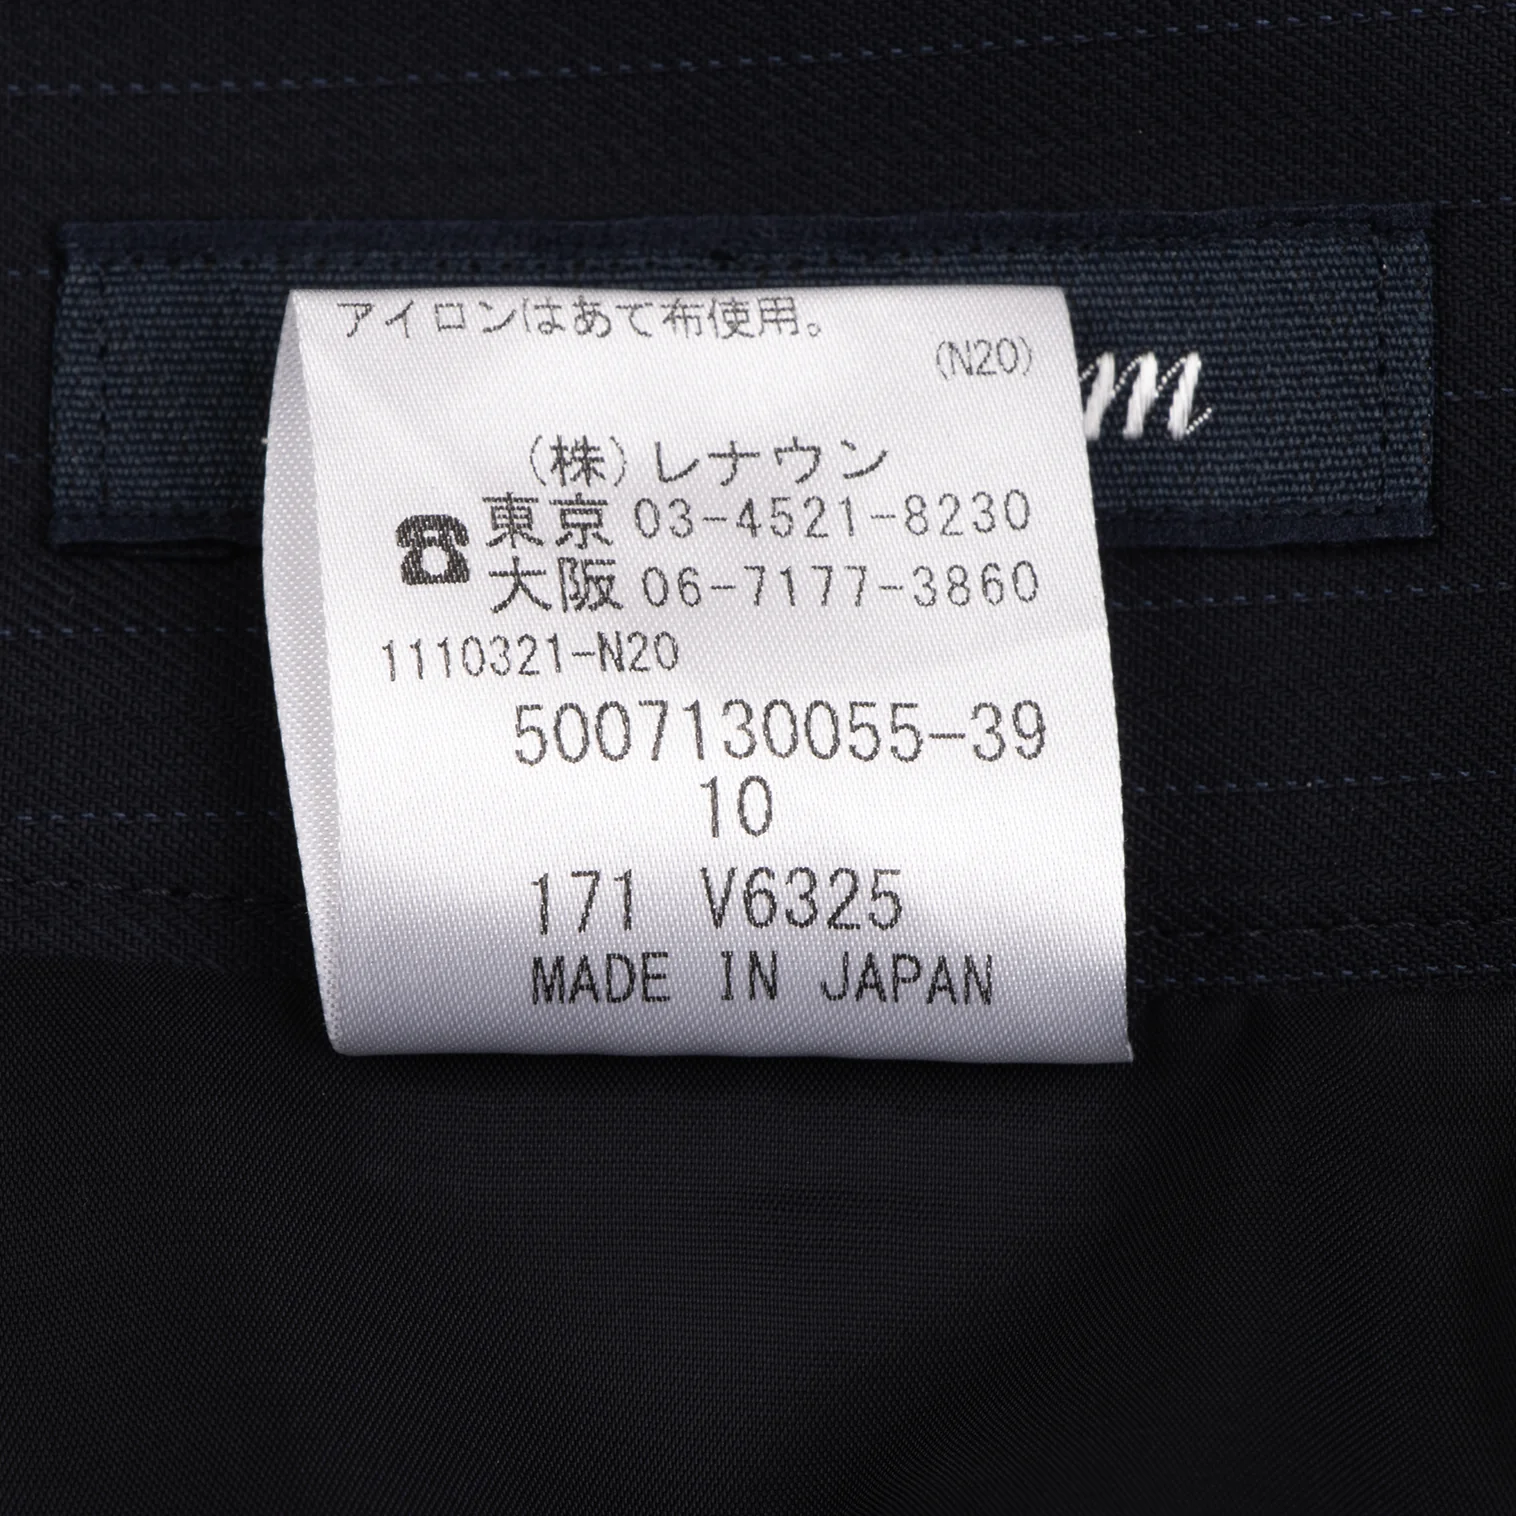 アイロンはあて布使用。
(N20)
(株)レナウン
☎東京 03-4521-8230
大阪 06-7177-3860
1110321-N20
5007130055-39
10
171 V6325
MADE IN JAPAN